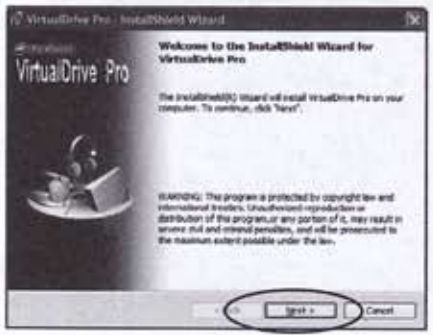 VirtualDrive Pro - InstallShield Wizard
VirtualDrive Pro
Welcome to the InstallShield Wizard for
VirtualDrive Pro
The InstallShield(R) Wizard will install VirtualDrive Pro on your
computer. To continue, click "Next".
WARNING: This program is protected by copyright law and
international treaties. Unauthorized reproduction or
distribution of this program, or any portion of it, may result in
severe civil and criminal penalties, and will be prosecuted to
the maximum extent possible under the law.
Next > Cancel